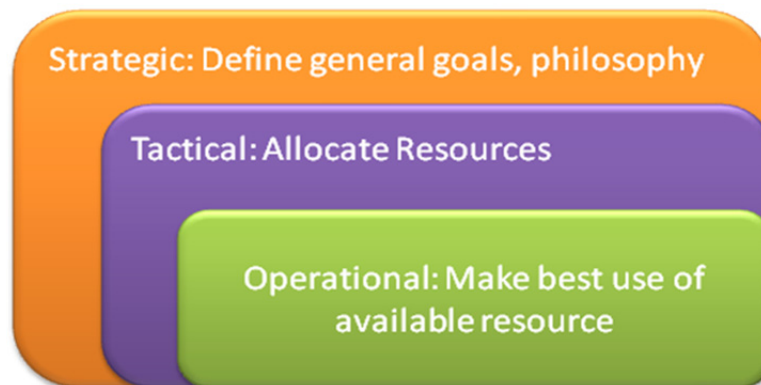 Strategic: Define general goals, philosophy
Tactical: Allocate Resources
Operational: Make best use of
available resource